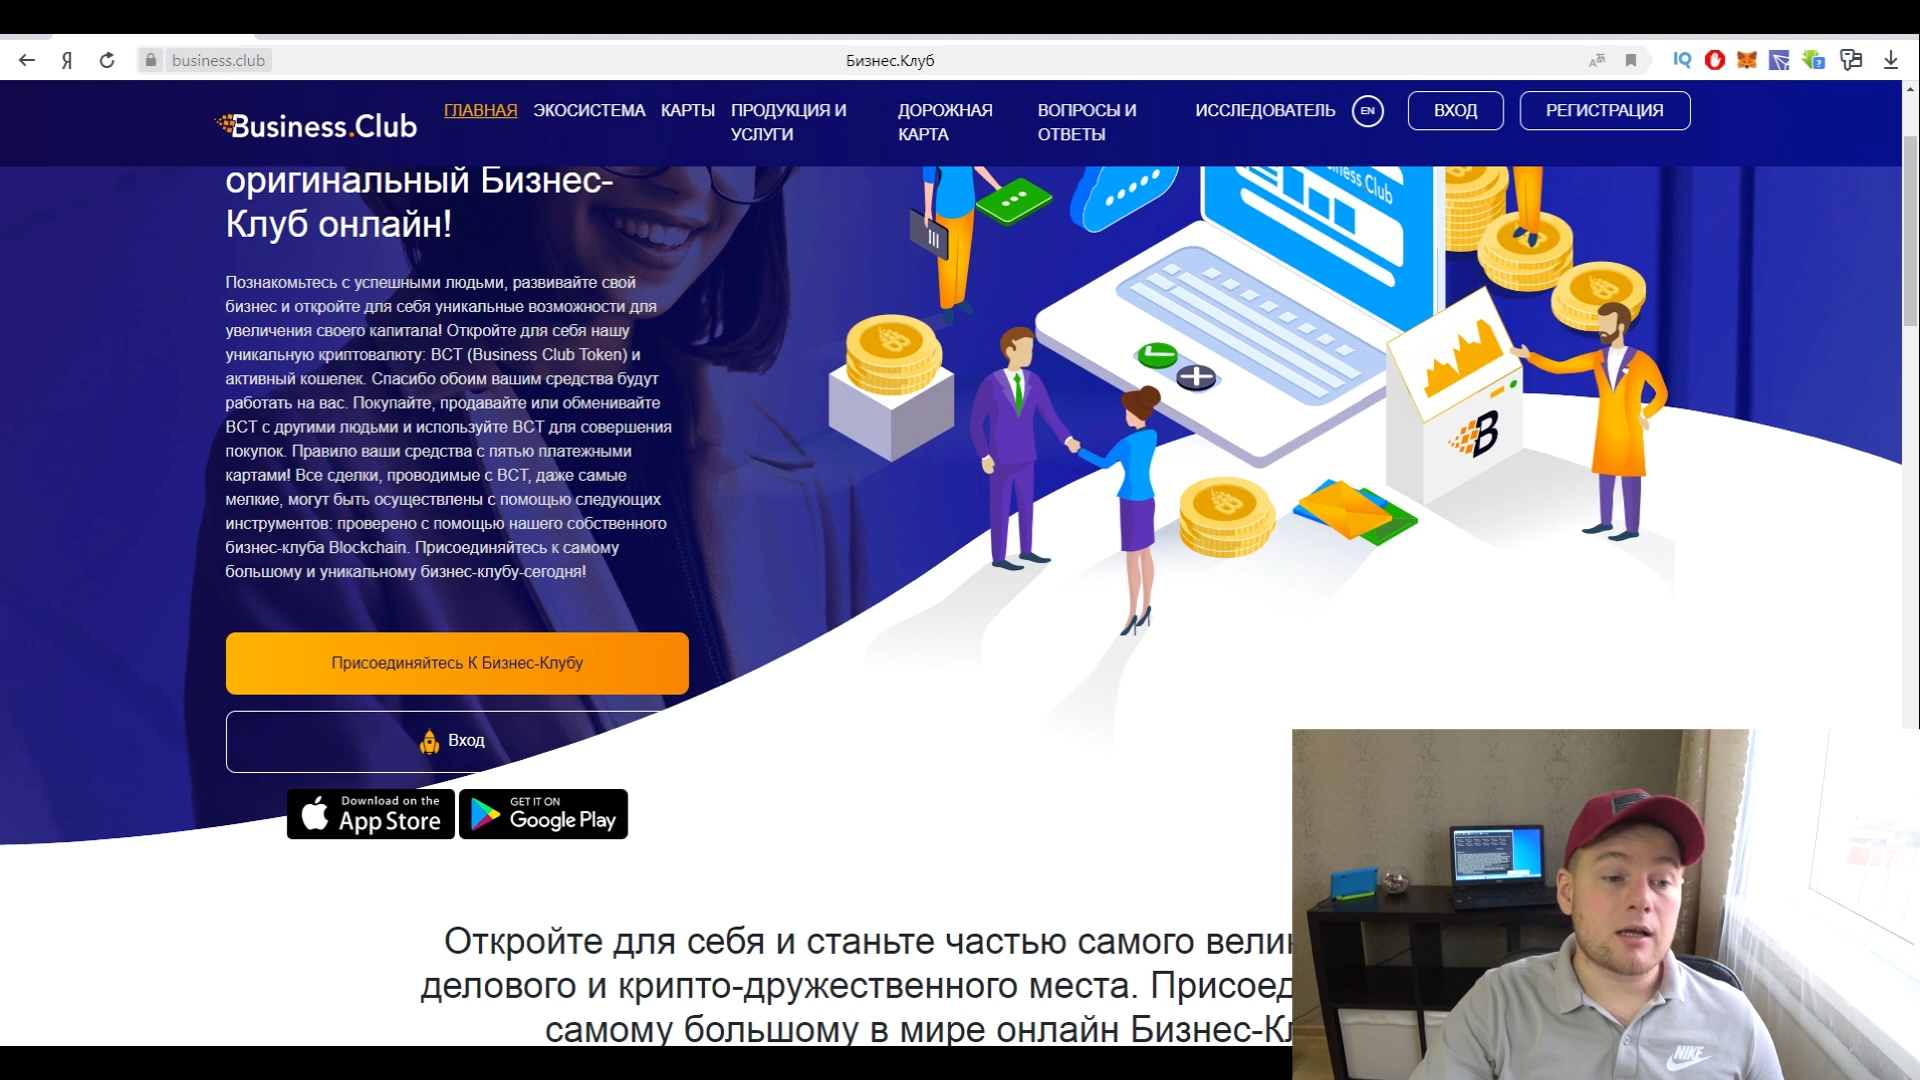 business.club
Бизнес.Клуб
Business.Club
ГЛАВНАЯ
ЭКОСИСТЕМА
КАРТЫ
ПРОДУКЦИЯ И
УСЛУГИ
ДОРОЖНАЯ
КАРТА
ВОПРОСЫ И
ОТВЕТЫ
ИССЛЕДОВАТЕЛЬ
EN
ВХОД
РЕГИСТРАЦИЯ
оригинальный Бизнес-
Клуб онлайн!
Познакомьтесь с успешными людьми, развивайте свой
бизнес и откройте для себя уникальные возможности для
увеличения своего капитала! Откройте для себя нашу
уникальную криптовалюту: BCT (Business Club Token) и
активный кошелек. Спасибо обоим вашим средства будут
работать на вас. Покупайте, продавайте или обменивайте
BCT с другими людьми и используйте BCT для совершения
покупок. Правило ваши средства с пятью платежными
картами! Все сделки, проводимые с BCT, даже самые
мелкие, могут быть осуществлены с помощью следующих
инструментов: проверено с помощью нашего собственного
бизнес-клуба Blockchain. Присоединяйтесь к самому
большому и уникальному бизнес-клубу-сегодня!
Присоединяйтесь К Бизнес-Клубу
Вход
Download on the
App Store
GET IT ON
Google Play
Откройте для себя и станьте частью самого
делового и крипто-дружественного места.
самому большому в мире онлайн
NIKE